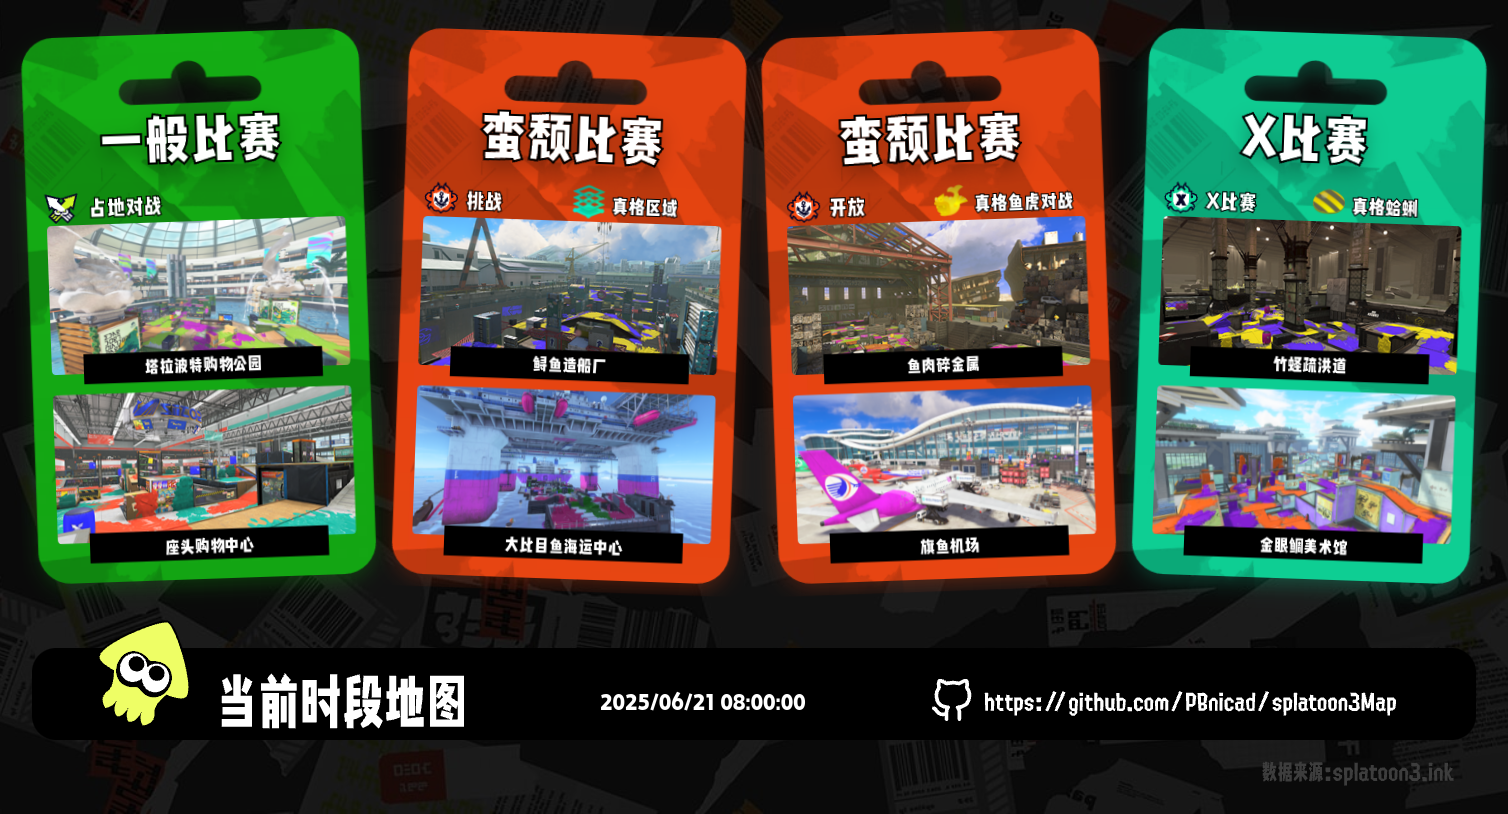 一般比赛
占地对战
塔拉波特购物公园
座头购物中心
蛮颓比赛
挑战
真格区域
鲟鱼造船厂
大比目鱼海运中心
蛮颓比赛
开放
真格鱼虎对战
鱼肉碎金属
旗鱼机场
X比赛
X比赛
真格蛤蜊
竹蛏疏洪道
金眼鲷美术馆
当前时段地图
2025/06/21 08:00:00
https://github.com/PBnicad/splatoon3Map
数据来源:splatoon3.ink